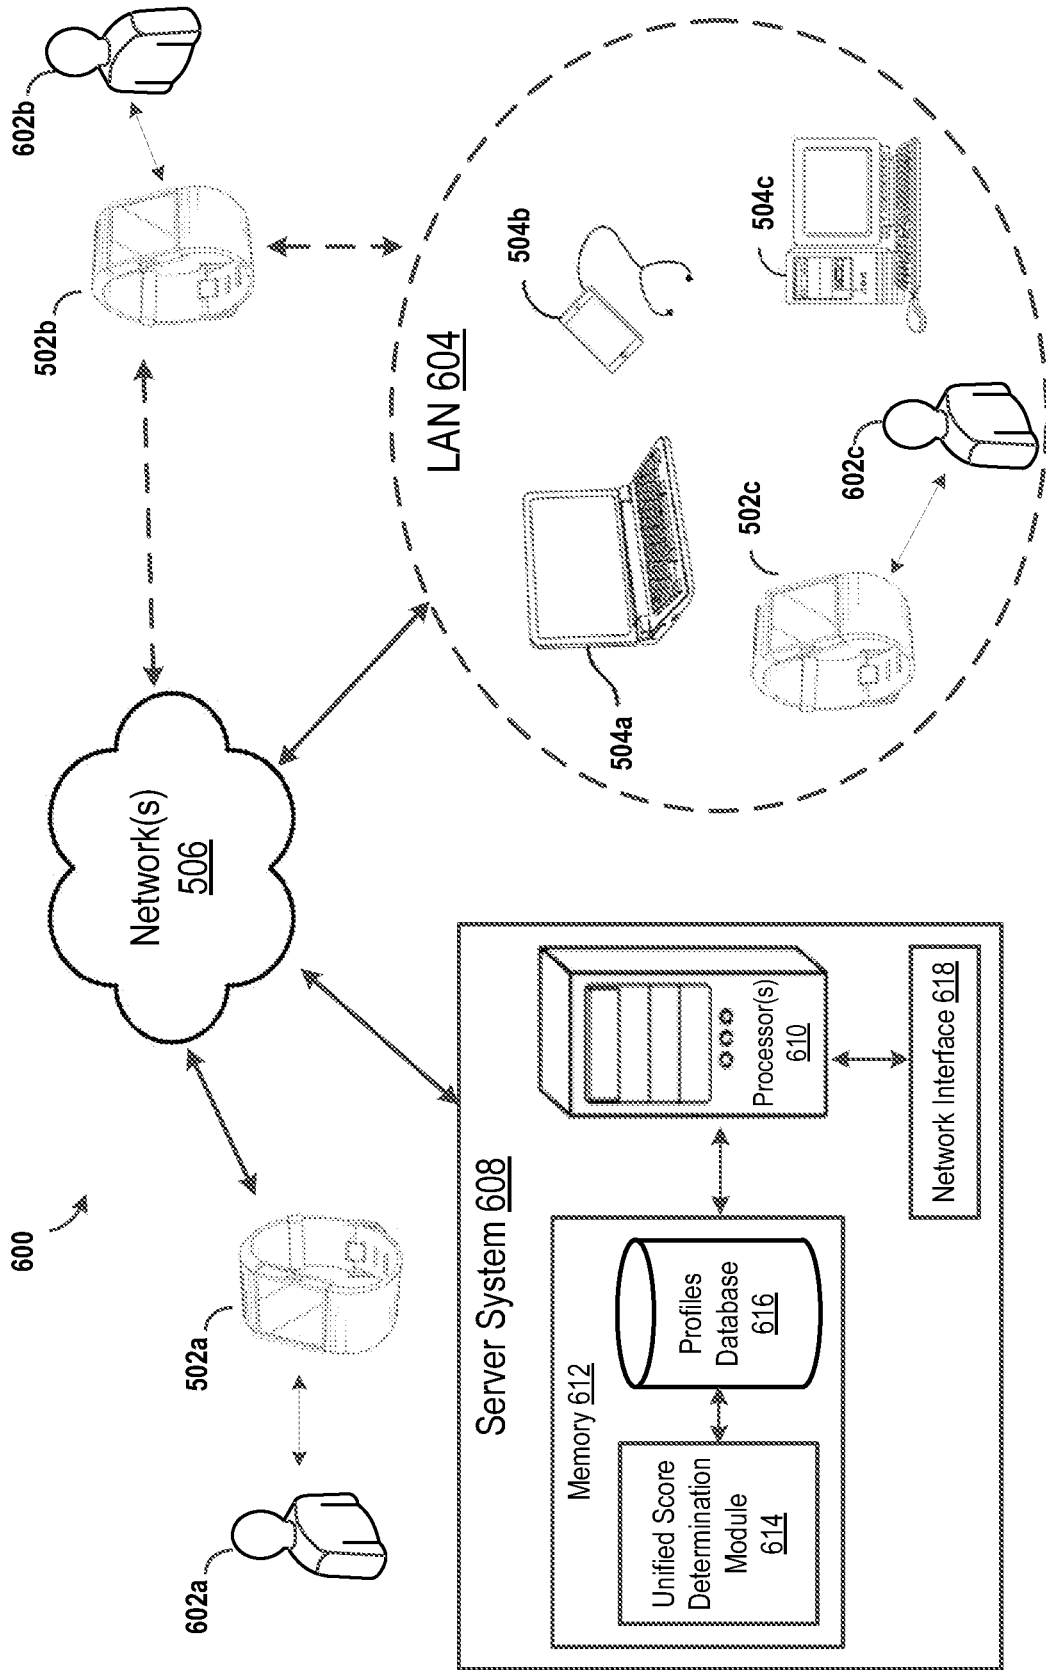 600
602a
502a
Network(s)
506
502b
602b
Server System 608
Memory 612
Unified Score
Determination
Module
614
Profiles
Database
616
Processor(s)
610
Network Interface 618
LAN 604
504a
504b
502c
504c
602c